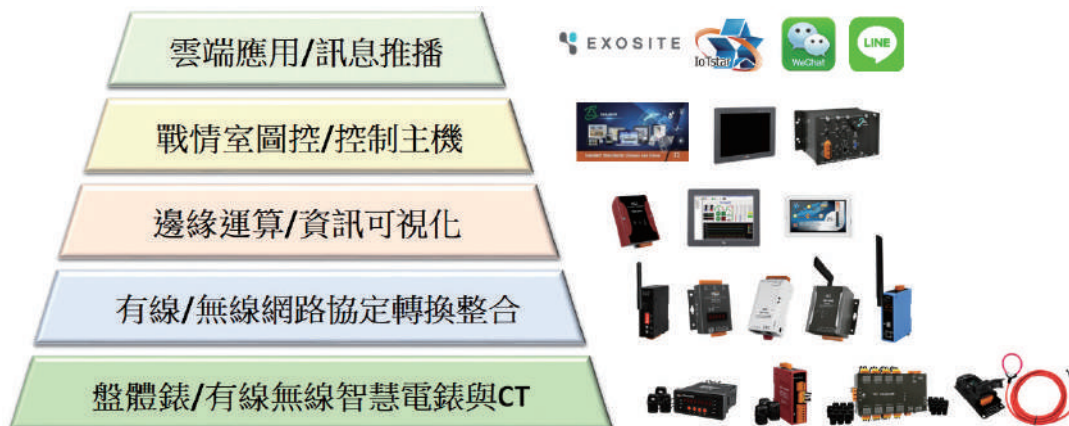 雲端應用/訊息推播
EXOSITE
IoTstar
WeChat
LINE
戰情室圖控/控制主機
邊緣運算/資訊可視化
有線/無線網路協定轉換整合
盤體錶/有線無線智慧電錶與CT